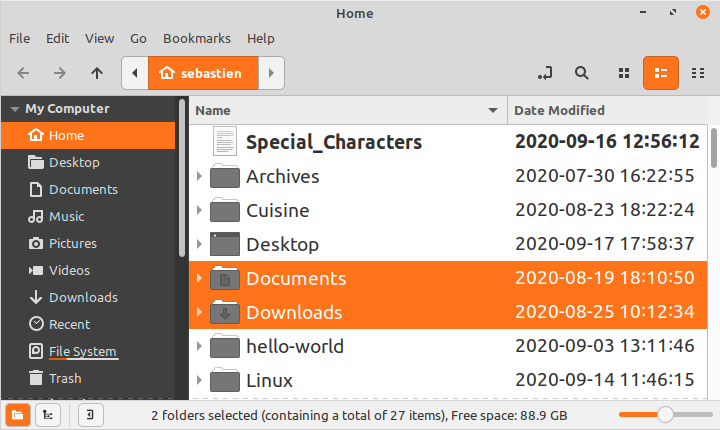 Home
File Edit View Go Bookmarks Help
sebastien
My Computer
Home
Desktop
Documents
Music
Pictures
Videos
Downloads
Recent
File System
Trash
Name Date Modified
Special_Characters 2020-09-16 12:56:12
Archives 2020-07-30 16:22:55
Cuisine 2020-08-23 18:22:24
Desktop 2020-09-17 17:58:37
Documents 2020-08-19 18:10:50
Downloads 2020-08-25 10:12:34
hello-world 2020-09-03 13:11:46
Linux 2020-09-14 11:46:15
2 folders selected (containing a total of 27 items), Free space: 88.9 GB